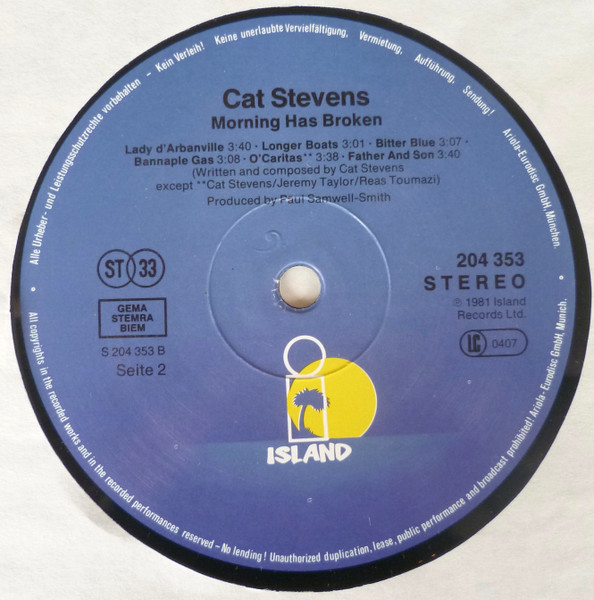 Alle Urheber- und Leistungsschutzrechte vorbehalten – Kein Verleih! Keine unerlaubte Vervielfältigung, Vermietung, Aufführung, Sendung! Ariola-Eurodisc GmbH, München.
Cat Stevens
Morning Has Broken
Lady d'Arbanville 3:40 · Longer Boats 3:01 · Bitter Blue 3:07 ·
Bannaple Gas 3:08 · O'Caritas** 3:38 · Father And Son 3:40
(Written and composed by Cat Stevens
except **Cat Stevens/Jeremy Taylor/Reas Toumazi)
Produced by Paul Samwell-Smith
ST 33
204 353
STEREO
GEMA
STEMRA
BIEM
℗ 1981 Island
Records Ltd.
S 204 353 B
Seite 2
LC 0407
ISLAND
All copyrights in the recorded works and in the recorded performances reserved – No lending! Unauthorized duplication, lease, public performance and broadcast prohibited! Ariola- Eurodisc GmbH, Munich.